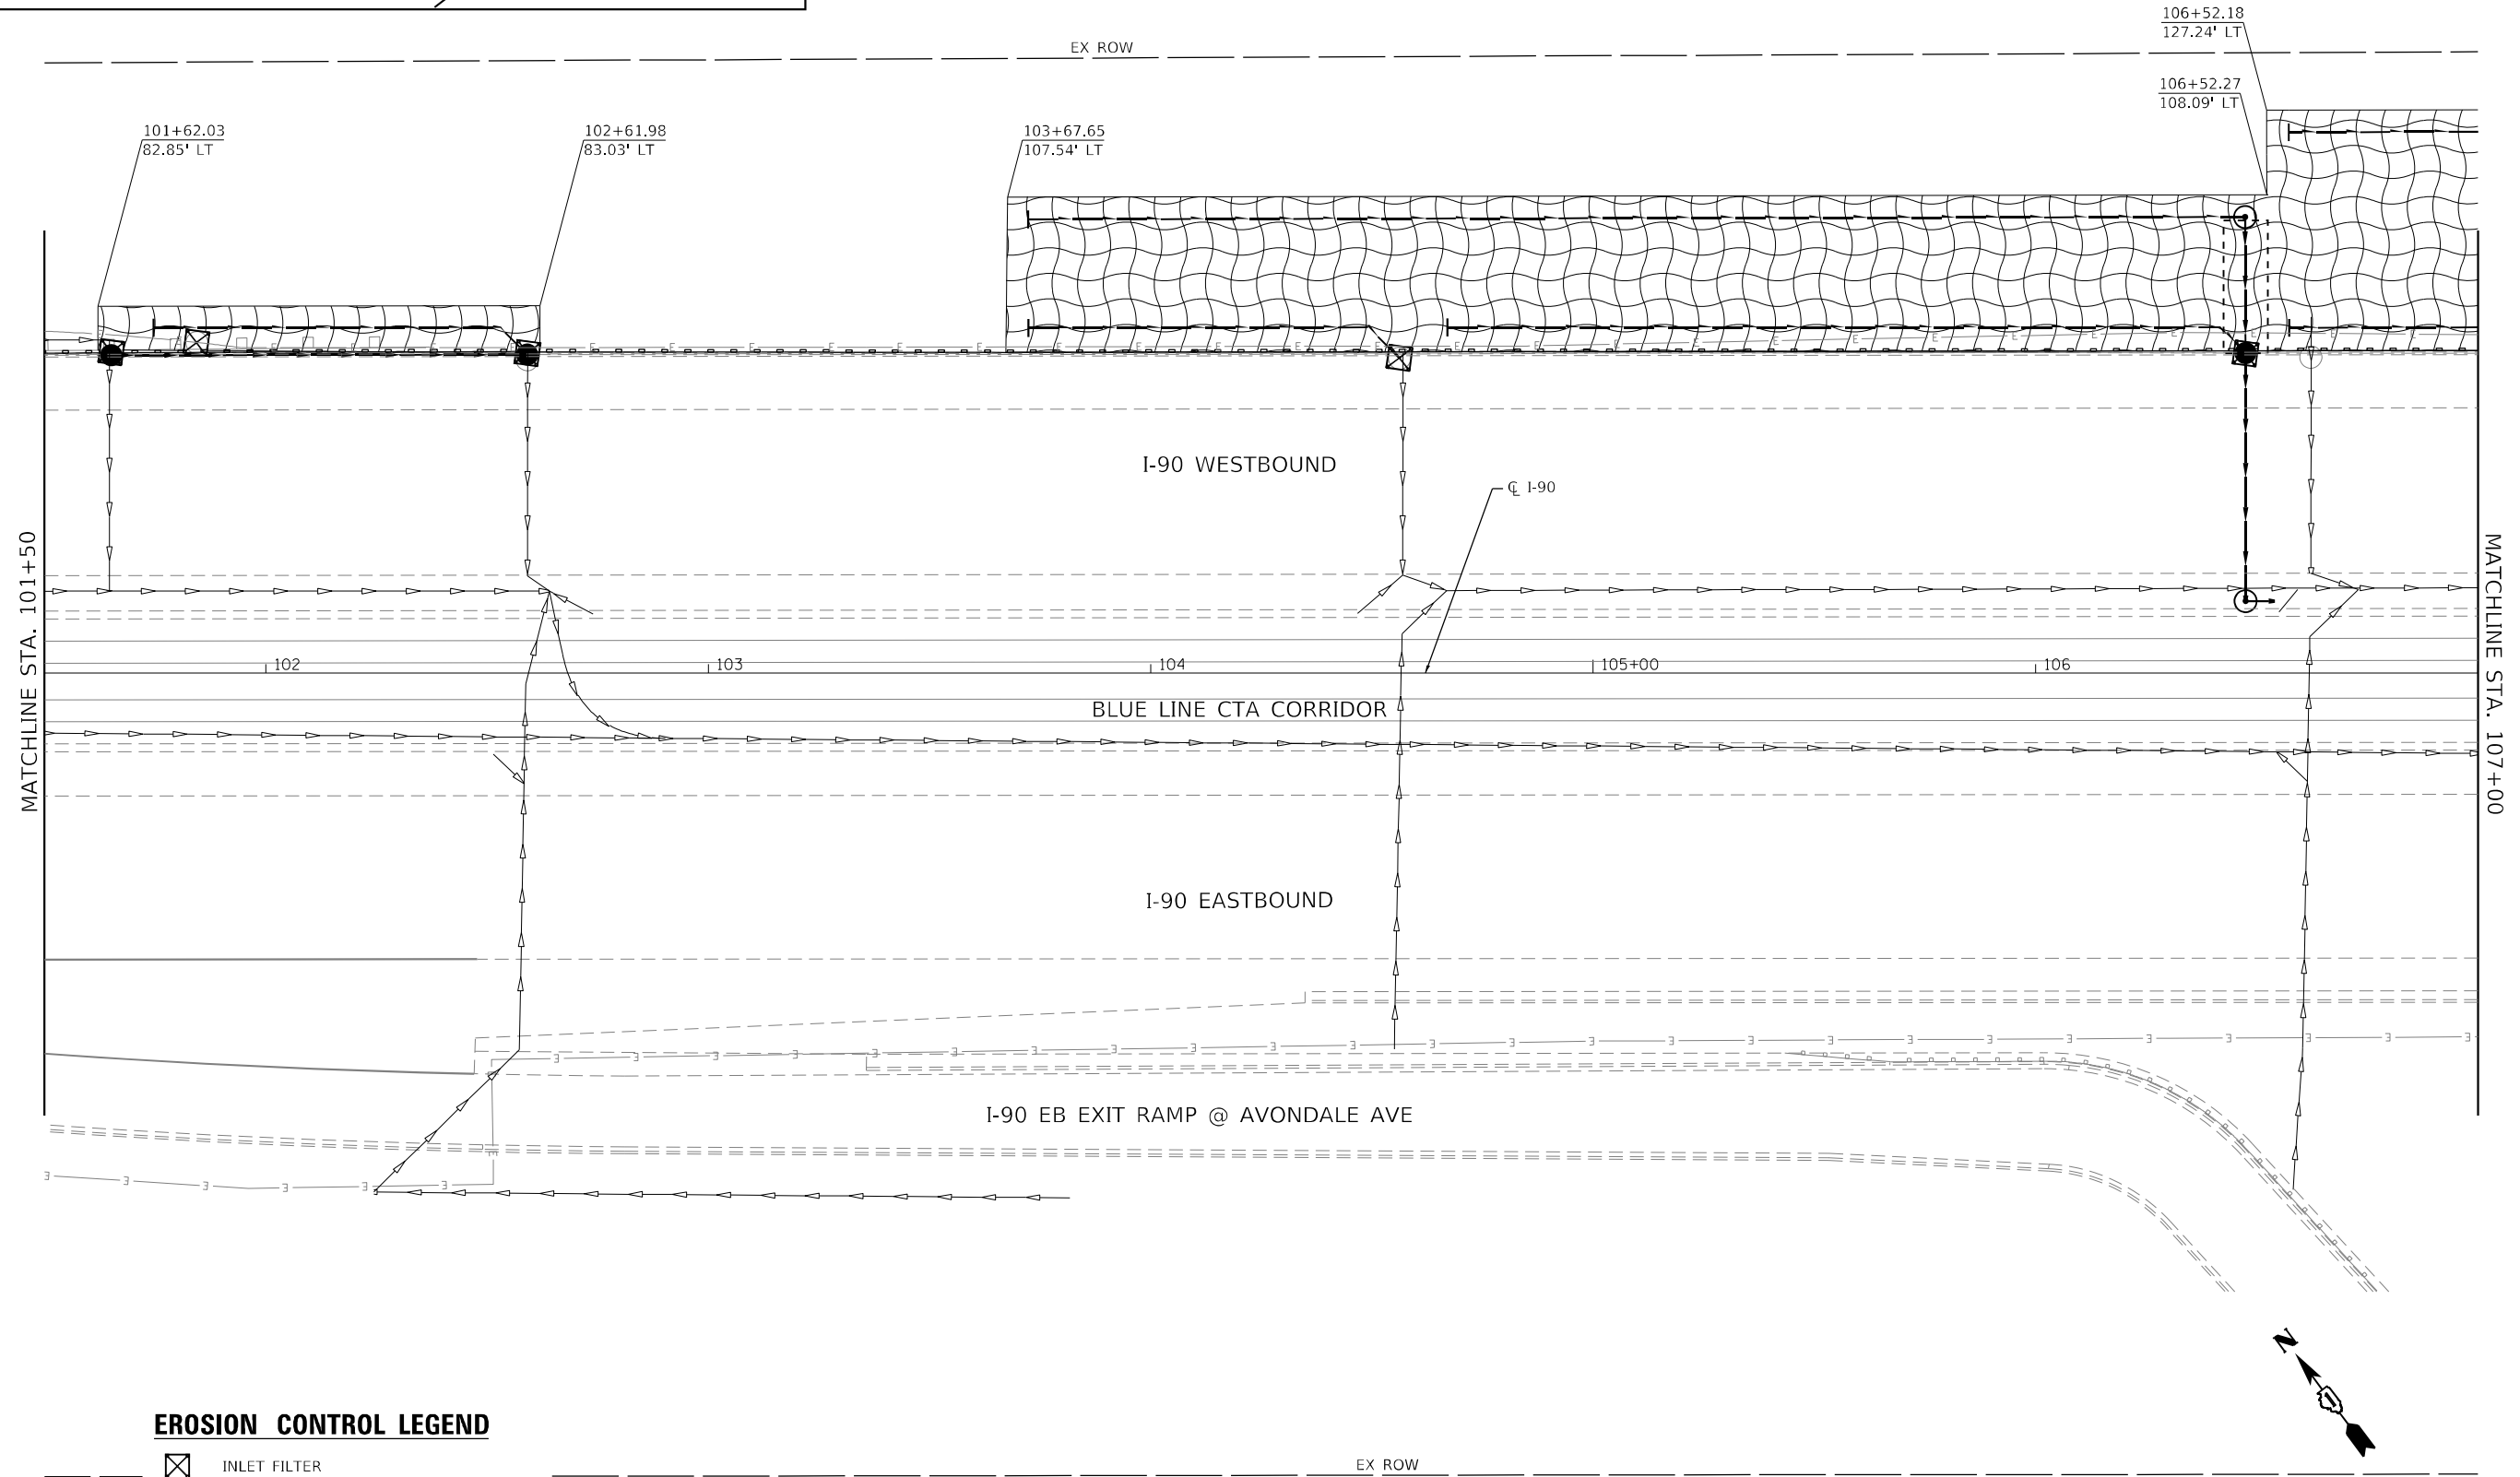 106+52.18
127.24' LT
EX ROW
106+52.27
108.09' LT
101+62.03
82.85' LT
102+61.98
83.03' LT
103+67.65
107.54' LT
I-90 WESTBOUND
℄ I-90
MATCHLINE STA. 101+50
MATCHLINE STA. 107+00
102
103
104
105+00
106
BLUE LINE CTA CORRIDOR
I-90 EASTBOUND
I-90 EB EXIT RAMP @ AVONDALE AVE
N
EROSION CONTROL LEGEND
INLET FILTER
EX ROW